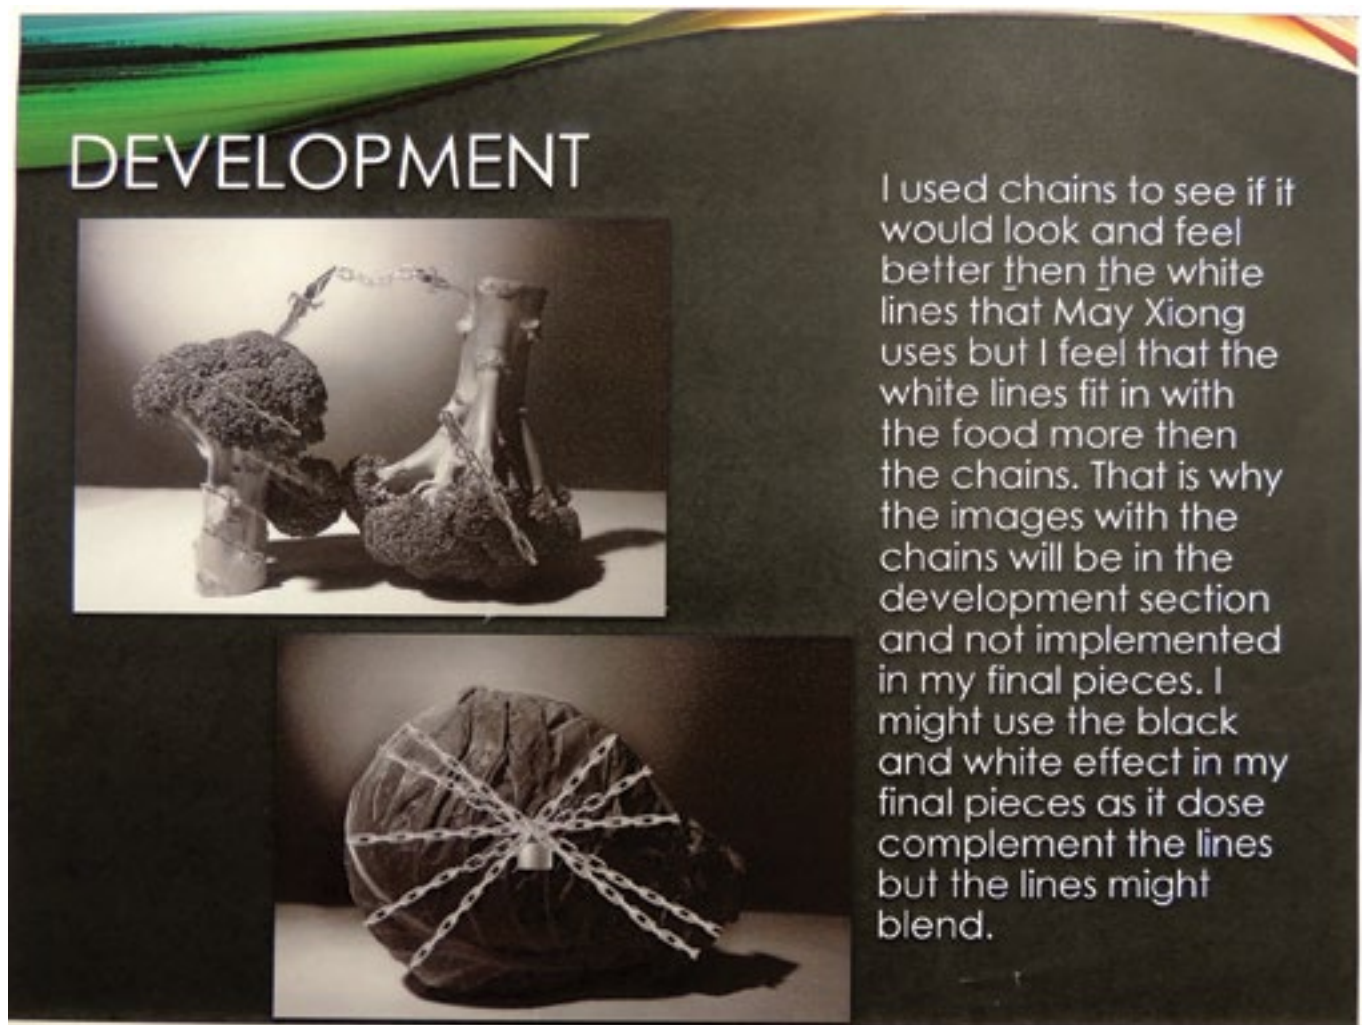 DEVELOPMENT
I used chains to see if it
would look and feel
better then the white
lines that May Xiong
uses but I feel that the
white lines fit in with
the food more then
the chains. That is why
the images with the
chains will be in the
development section
and not implemented
in my final pieces. I
might use the black
and white effect in my
final pieces as it dose
complement the lines
but the lines might
blend.